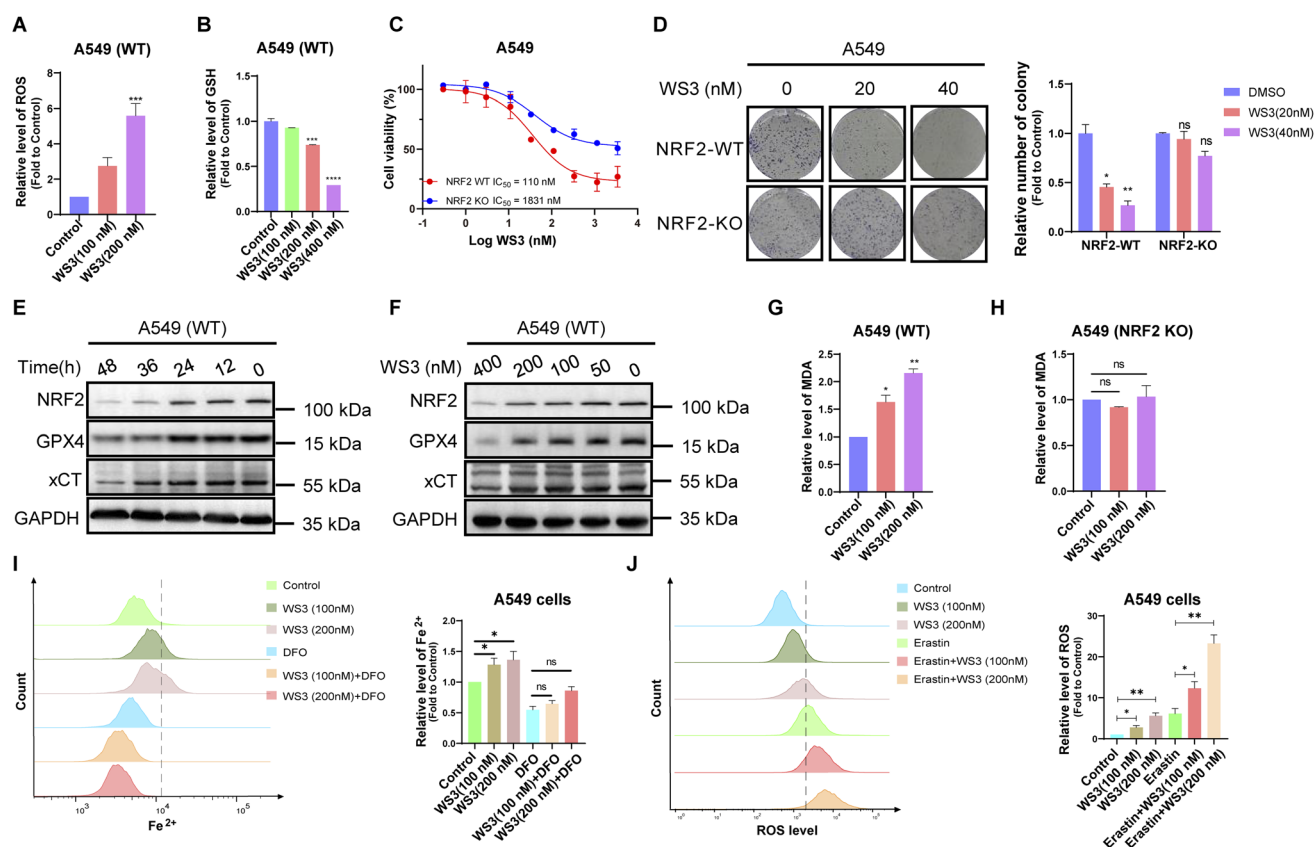 A
A549 (WT)
Relative level of ROS
(Fold to Control)
8
6
4
2
0
***
Control
WS3(100 nM)
WS3(200 nM)
B
A549 (WT)
Relative level of GSH
(Fold to Control)
1.5
1.0
0.5
0.0
***
****
Control
WS3(100 nM)
WS3(200 nM)
WS3(400 nM)
C
A549
Cell viability (%)
100
50
0
NRF2 WT IC50 = 110 nM
NRF2 KO IC50 = 1831 nM
-1 0 1 2 3 4
Log WS3 (nM)
D
A549
WS3 (nM) 0 20 40
NRF2-WT
NRF2-KO
Relative number of colony
(Fold to Control)
1.5
1.0
0.5
0.0
* ** ns ns
NRF2-WT NRF2-KO
DMSO
WS3(20nM)
WS3(40nM)
E
A549 (WT)
Time(h) 48 36 24 12 0
NRF2 100 kDa
GPX4 15 kDa
xCT 55 kDa
GAPDH 35 kDa
F
A549 (WT)
WS3 (nM) 400 200 100 50 0
NRF2 100 kDa
GPX4 15 kDa
xCT 55 kDa
GAPDH 35 kDa
G
A549 (WT)
Relative level of MDA
2.5
2.0
1.5
1.0
0.5
0.0
*
**
Control
WS3(100 nM)
WS3(200 nM)
H
A549 (NRF2 KO)
Relative level of MDA
1.5
1.0
0.5
0.0
ns
ns
Control
WS3(100 nM)
WS3(200 nM)
I
Count
103 104 105
Fe2+
Control
WS3 (100nM)
WS3 (200nM)
DFO
WS3 (100nM)+DFO
WS3 (200nM)+DFO
A549 cells
Relative level of Fe2+
(Fold to Control)
2.0
1.5
1.0
0.5
0.0
*
*
ns
ns
Control
WS3(100 nM)
WS3(200 nM)
DFO
WS3(100 nM)+DFO
WS3(200 nM)+DFO
J
Count
100 101 102 103 104 105
ROS level
Control
WS3 (100nM)
WS3 (200nM)
Erastin
Erastin+WS3 (100nM)
Erastin+WS3 (200nM)
A549 cells
Relative level of ROS
(Fold to Control)
30
20
10
0
**
*
**
*
Control
WS3(100 nM)
WS3(200 nM)
Erastin
Erastin+WS3(100 nM)
Erastin+WS3(200 nM)